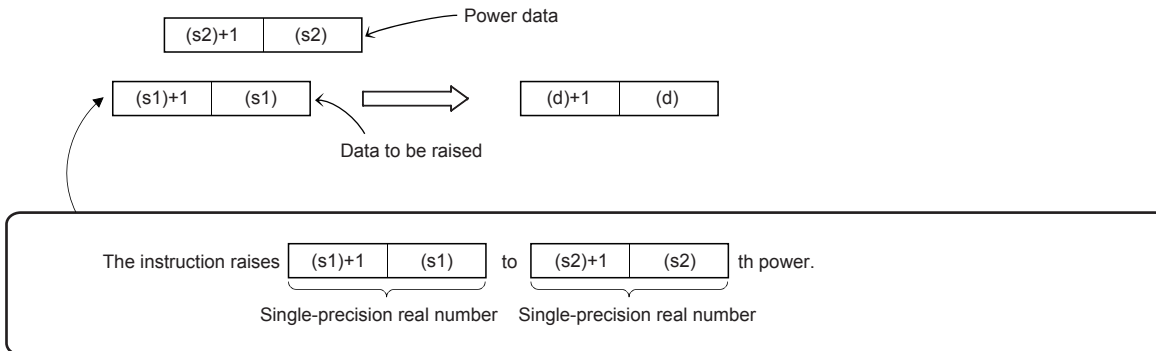 Power data
(s2)+1 (s2)
(s1)+1 (s1) (d)+1 (d)
Data to be raised
The instruction raises (s1)+1 (s1) to (s2)+1 (s2) th power.
Single-precision real number Single-precision real number